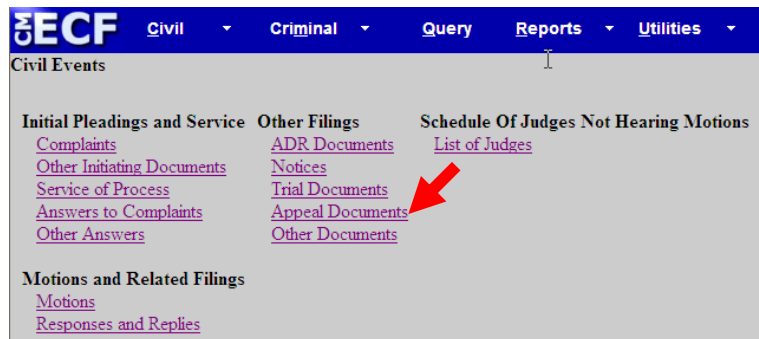 CM ECF Civil Criminal Query Reports Utilities
Civil Events
Initial Pleadings and Service Other Filings Schedule Of Judges Not Hearing Motions
Complaints ADR Documents List of Judges
Other Initiating Documents Notices
Service of Process Trial Documents
Answers to Complaints Appeal Documents
Other Answers Other Documents
Motions and Related Filings
Motions
Responses and Replies